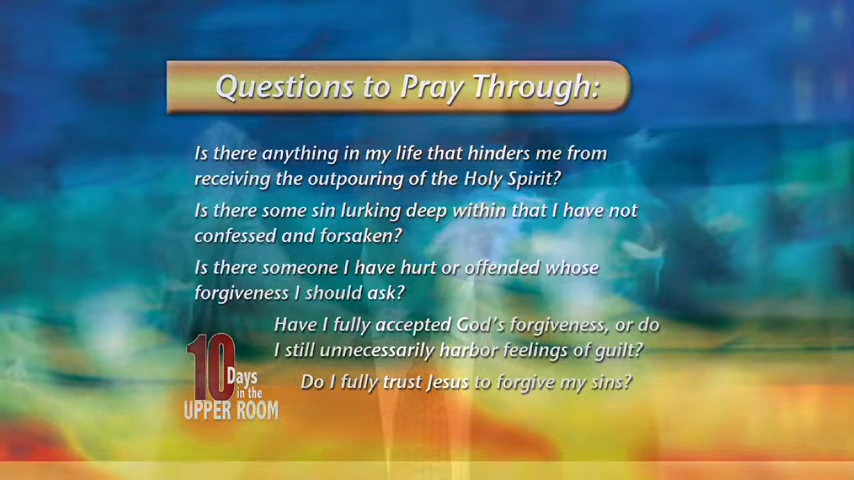 Questions to Pray Through:
Is there anything in my life that hinders me from
receiving the outpouring of the Holy Spirit?
Is there some sin lurking deep within that I have not
confessed and forsaken?
Is there someone I have hurt or offended whose
forgiveness I should ask?
Have I fully accepted God's forgiveness, or do
I still unnecessarily harbor feelings of guilt?
Do I fully trust Jesus to forgive my sins?
10 Days
in the
UPPER ROOM